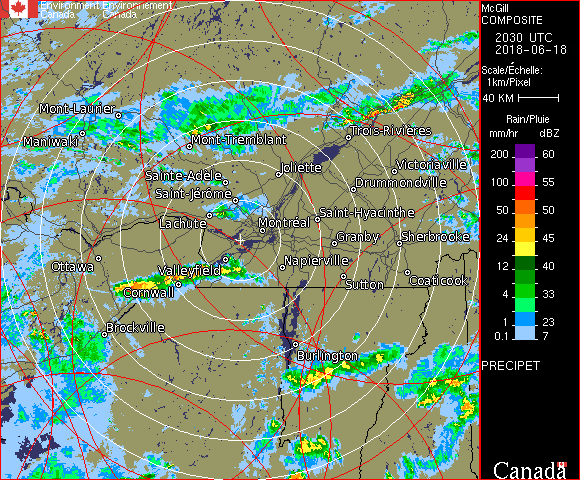 Environment Environnement
Canada Canada
McGill
COMPOSITE
2030 UTC
2018-06-18
Scale/Échelle:
1km/Pixel
40 KM
Rain/Pluie
mm/hr dBZ
200 60
150 60
100 55
50 50
24 45
12 40
4 33
1 23
0.1 7
PRECIPET
Canada
Mont-Laurier
Maniwaki
Mont-Tremblant
Trois-Rivières
Joliette
Victoriaville
Sainte-Adèle
Drummondville
Saint-Jérôme
Saint-Hyacinthe
Lachute
Montréal
Granby
Sherbrooke
Ottawa
Napierville
Valleyfield
Coaticook
Sutton
Cornwall
Brockville
Burlington